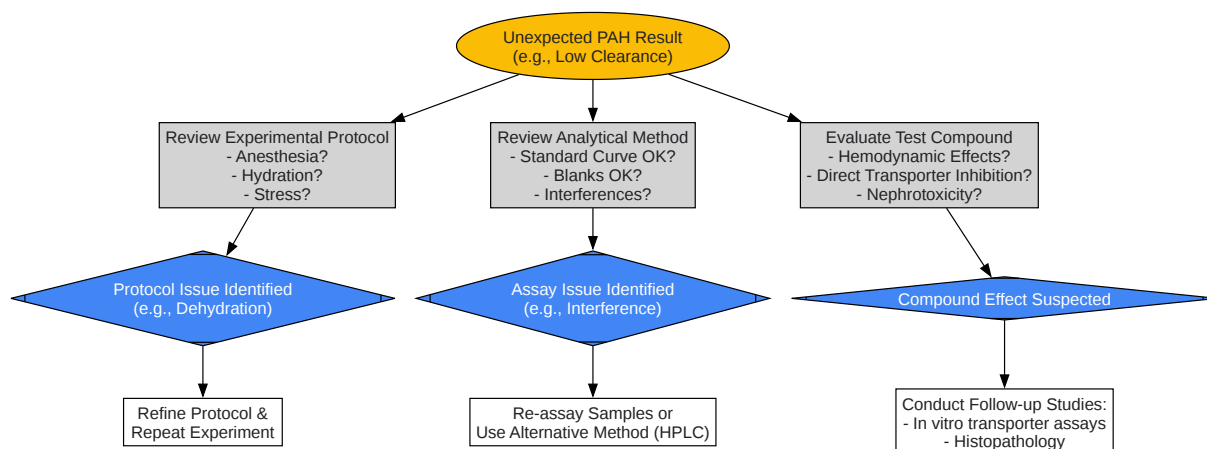 Unexpected PAH Result
(e.g., Low Clearance)
Review Experimental Protocol
- Anesthesia?
- Hydration?
- Stress?
Review Analytical Method
- Standard Curve OK?
- Blanks OK?
- Interferences?
Evaluate Test Compound
- Hemodynamic Effects?
- Direct Transporter Inhibition?
- Nephrotoxicity?
Protocol Issue Identified
(e.g., Dehydration)
Assay Issue Identified
(e.g., Interference)
Compound Effect Suspected
Refine Protocol &
Repeat Experiment
Re-assay Samples or
Use Alternative Method (HPLC)
Conduct Follow-up Studies:
- In vitro transporter assays
- Histopathology